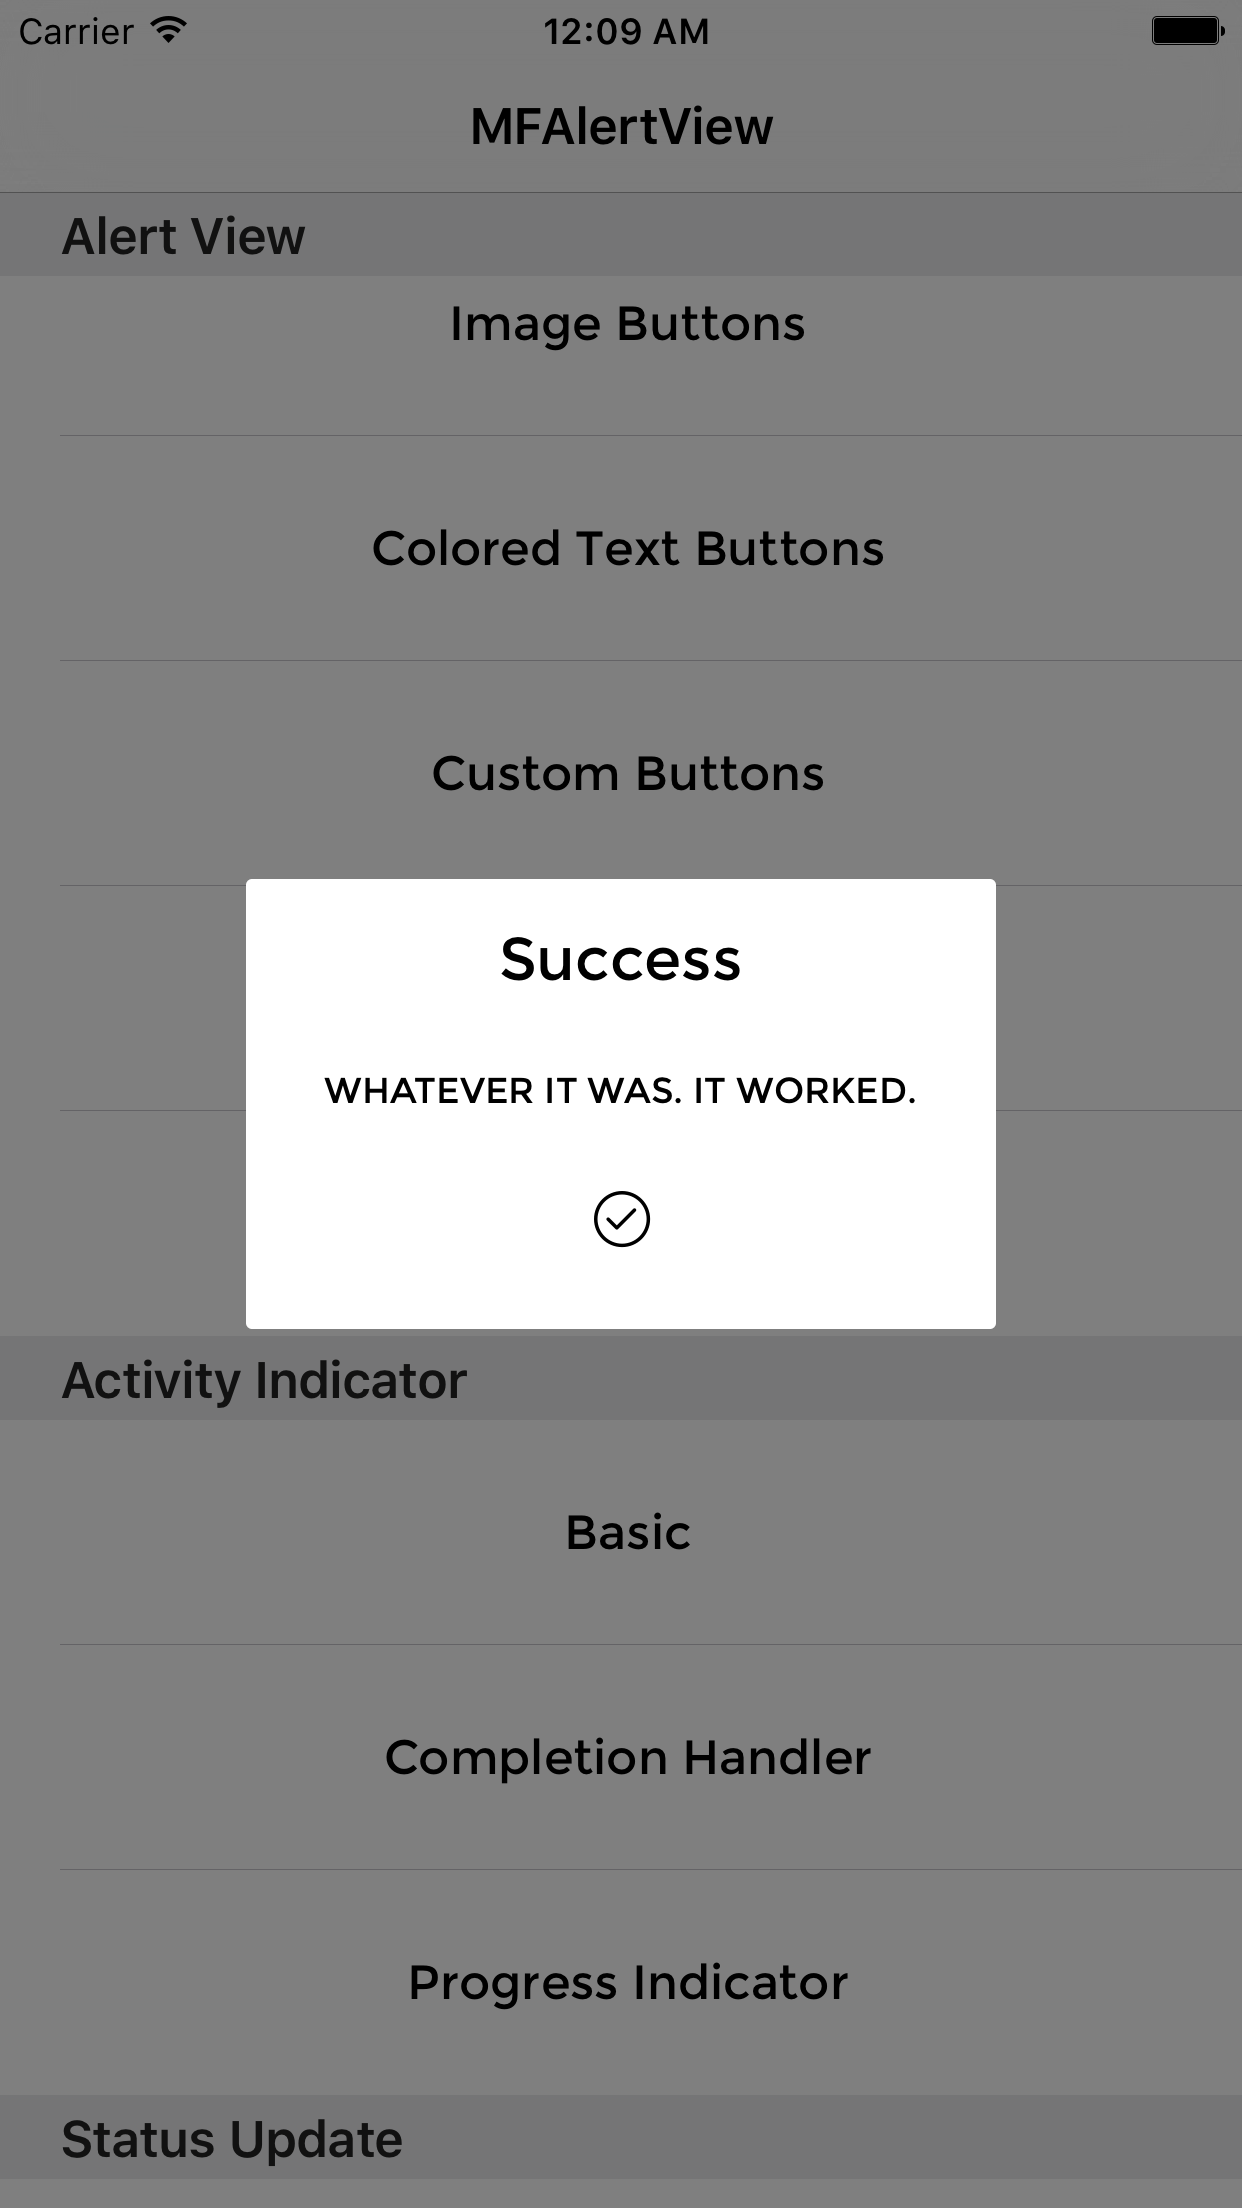 Carrier 12:09 AM
MFAlertView
Alert View
Image Buttons
Colored Text Buttons
Custom Buttons
Success
WHATEVER IT WAS. IT WORKED.
Activity Indicator
Basic
Completion Handler
Progress Indicator
Status Update